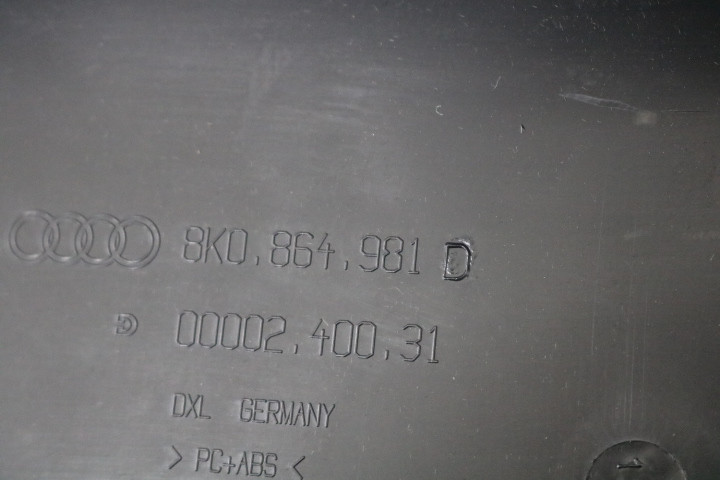 8K0.864.981 D
00002.400.31
DXL GERMANY
> PC+ABS <